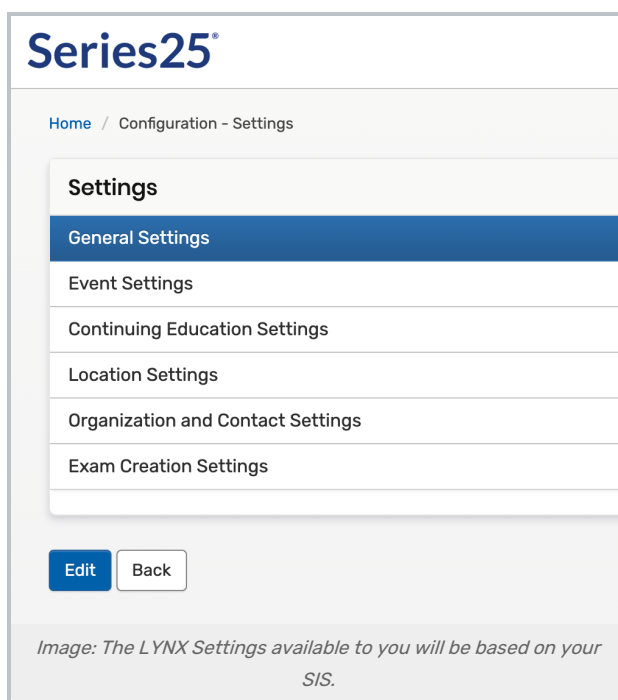 Series25®
Home / Configuration - Settings
Settings
General Settings
Event Settings
Continuing Education Settings
Location Settings
Organization and Contact Settings
Exam Creation Settings
Edit Back
Image: The LYNX Settings available to you will be based on your
SIS.